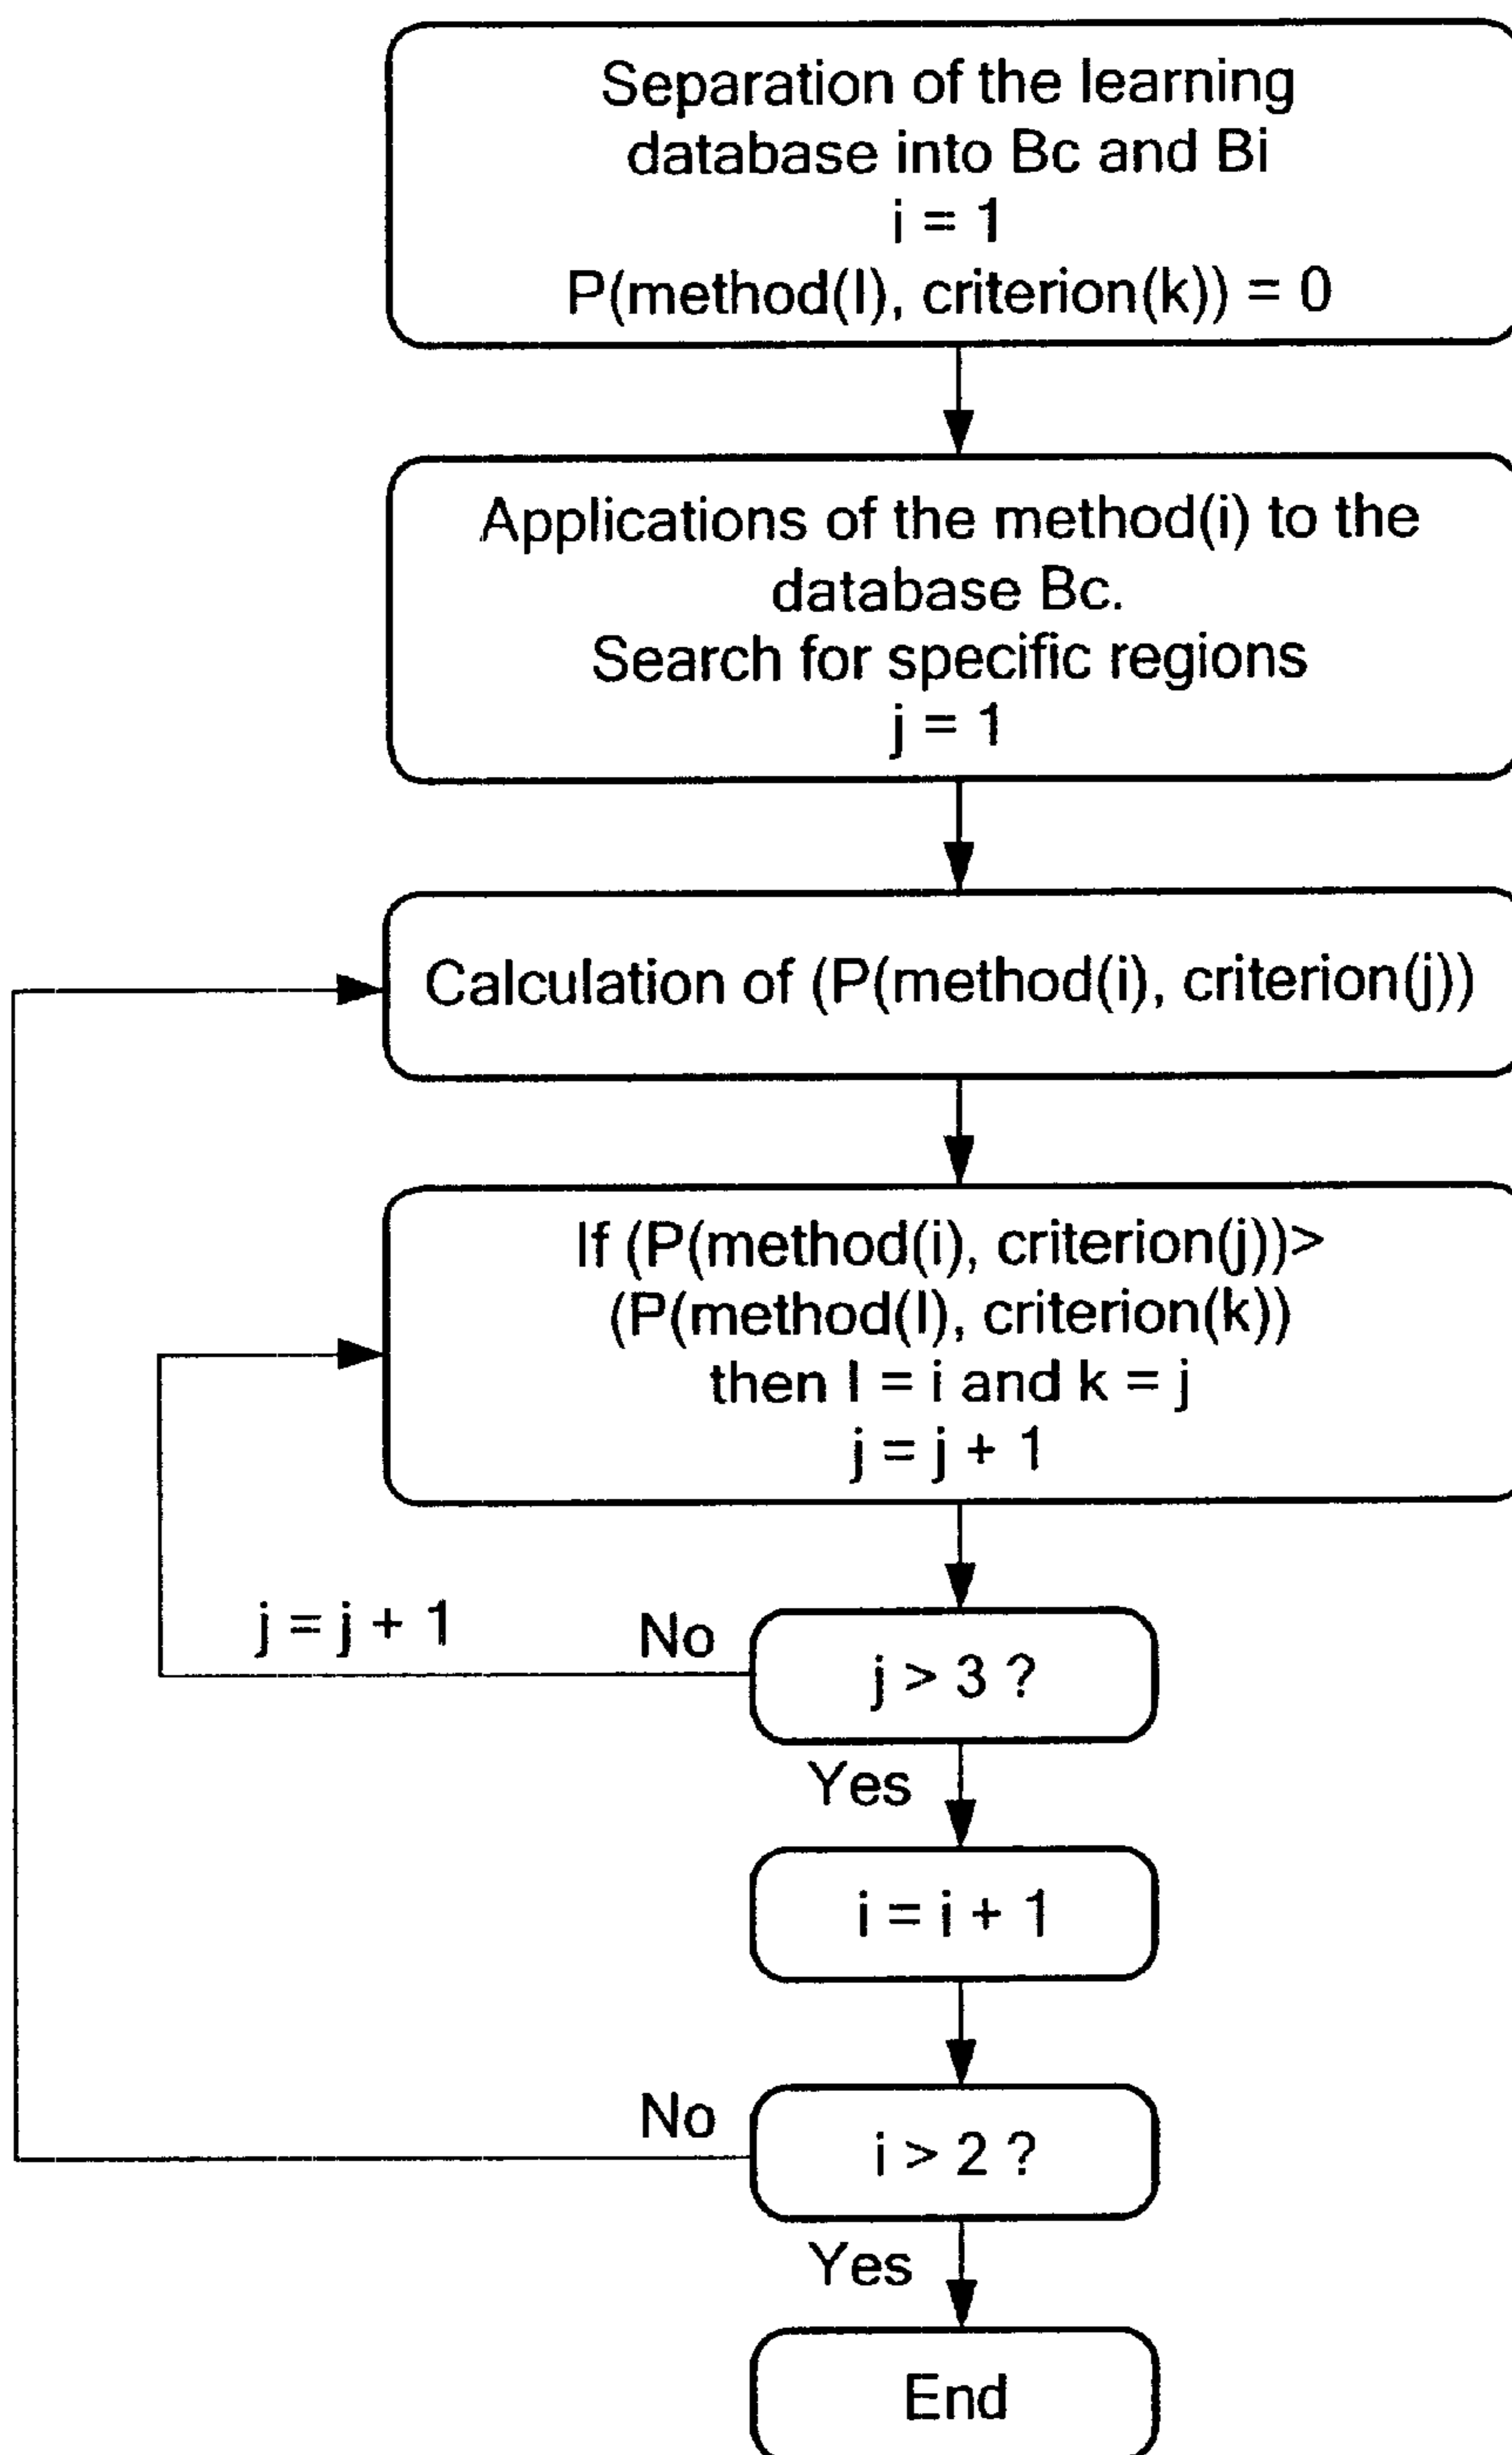 Separation of the learning
database into Bc and Bi
i = 1
P(method(l), criterion(k)) = 0
Applications of the method(i) to the
database Bc.
Search for specific regions
j = 1
Calculation of (P(method(i), criterion(j))
If (P(method(i), criterion(j))>
(P(method(l), criterion(k))
then l = i and k = j
j = j + 1
j = j + 1
No
j > 3 ?
Yes
i = i + 1
No
i > 2 ?
Yes
End